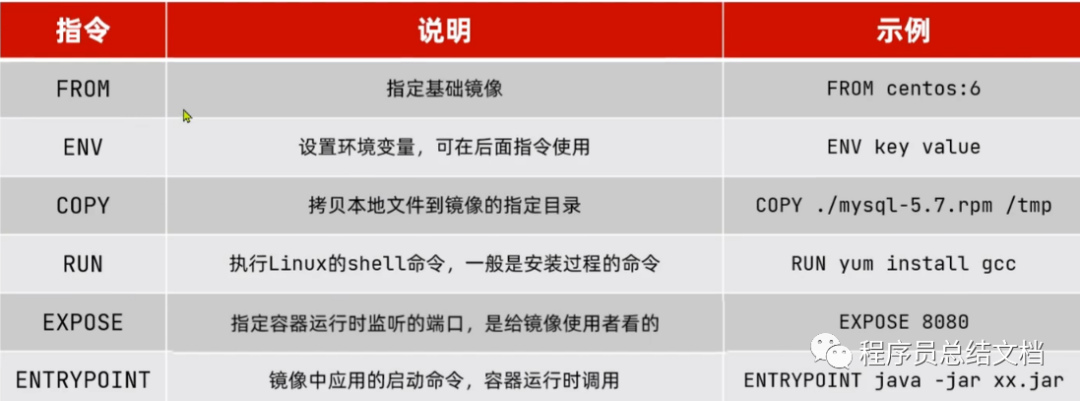 指令 说明 示例
FROM 指定基础镜像 FROM centos:6
ENV 设置环境变量，可在后面指令使用 ENV key value
COPY 拷贝本地文件到镜像的指定目录 COPY ./mysql-5.7.rpm /tmp
RUN 执行Linux的shell命令，一般是安装过程的命令 RUN yum install gcc
EXPOSE 指定容器运行时监听的端口，是给镜像使用者看的 EXPOSE 8080
程序员总结文档
ENTRYPOINT 镜像中应用的启动命令，容器运行时调用 ENTRYPOINT java -jar xx.jar